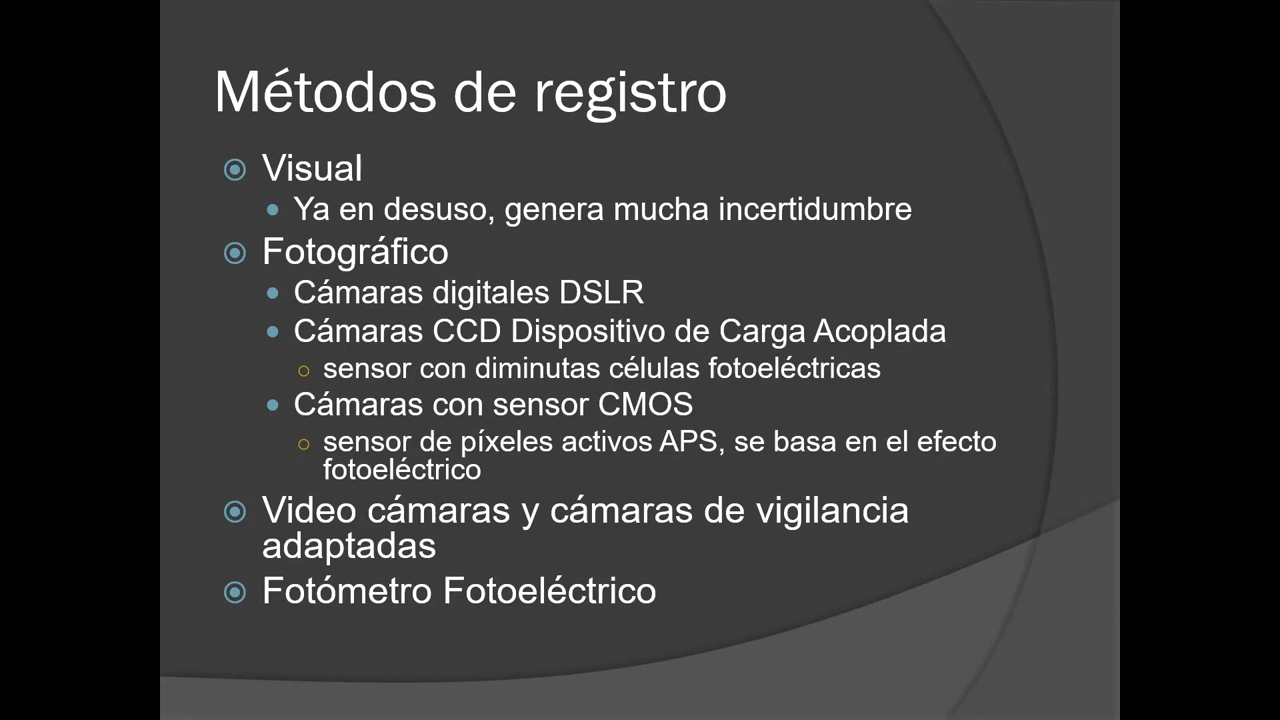 Métodos de registro
Visual
Ya en desuso, genera mucha incertidumbre
Fotográfico
Cámaras digitales DSLR
Cámaras CCD Dispositivo de Carga Acoplada
sensor con diminutas células fotoeléctricas
Cámaras con sensor CMOS
sensor de píxeles activos APS, se basa en el efecto
fotoeléctrico
Video cámaras y cámaras de vigilancia
adaptadas
Fotómetro Fotoeléctrico